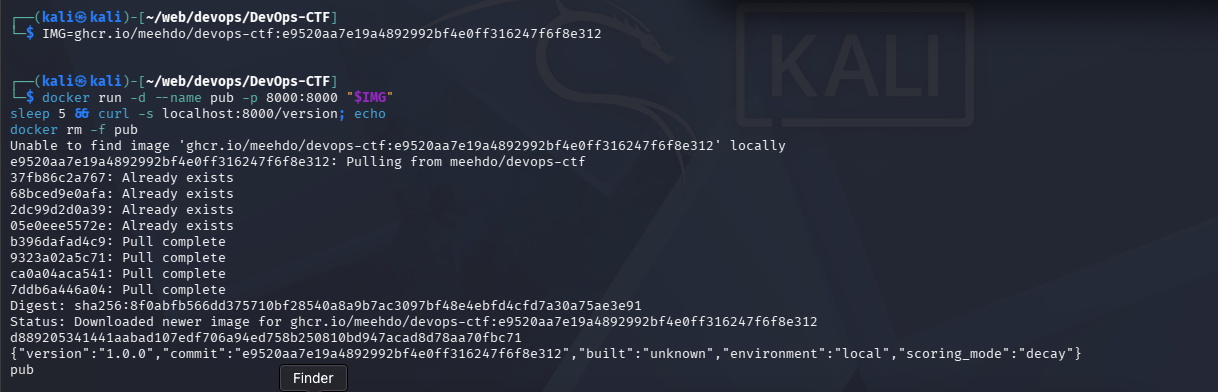 ┌──(kali㉿kali)-[~/web/devops/DevOps-CTF]
└─$ IMG=ghcr.io/meehdo/devops-ctf:e9520aa7e19a4892992bf4e0ff316247f6f8e312
┌──(kali㉿kali)-[~/web/devops/DevOps-CTF]
└─$ docker run -d --name pub -p 8000:8000 "$IMG"
sleep 5 && curl -s localhost:8000/version; echo
docker rm -f pub
Unable to find image 'ghcr.io/meehdo/devops-ctf:e9520aa7e19a4892992bf4e0ff316247f6f8e312' locally
e9520aa7e19a4892992bf4e0ff316247f6f8e312: Pulling from meehdo/devops-ctf
37fb86c2a767: Already exists
68bced9e0afa: Already exists
2dc99d2d0a39: Already exists
05e0eee5572e: Already exists
b396dafad4c9: Pull complete
9323a02a5c71: Pull complete
ca0a04aca541: Pull complete
7ddb6a446a04: Pull complete
Digest: sha256:8f0abfb566dd375710bf28540a8a9b7ac3097bf48e4ebfd4cfd7a30a75ae3e91
Status: Downloaded newer image for ghcr.io/meehdo/devops-ctf:e9520aa7e19a4892992bf4e0ff316247f6f8e312
d889205341441aabad107edf706a94ed758b250810bd947acad8d78aa70fbc71
{"version":"1.0.0","commit":"e9520aa7e19a4892992bf4e0ff316247f6f8e312","built":"unknown","environment":"local","scoring_mode":"decay"}
pub
KALI
Finder